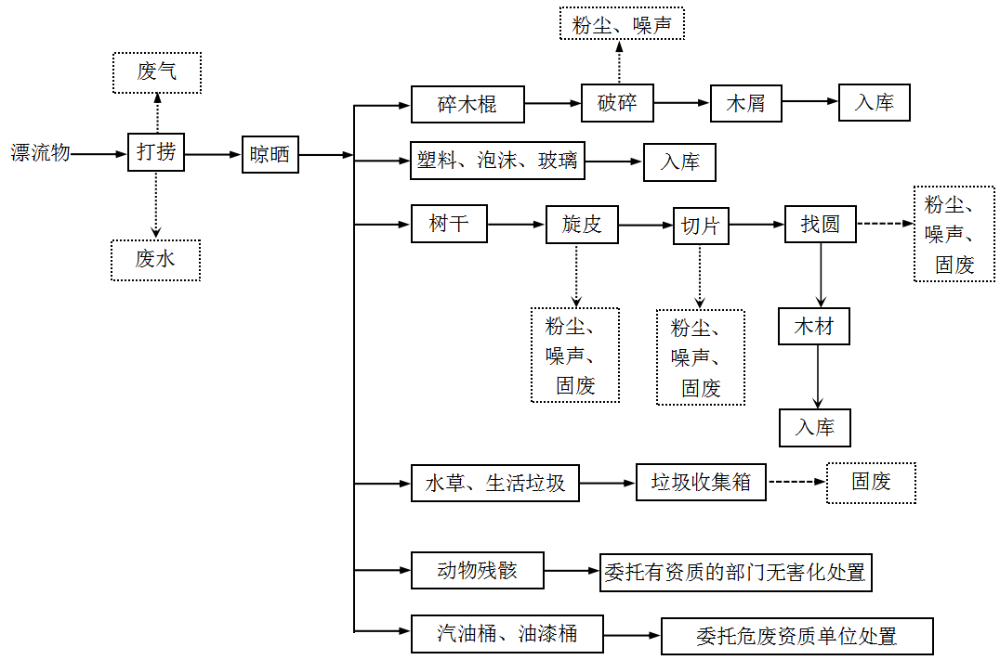 粉尘、噪声
废气
碎木棍
破碎
木屑
入库
漂流物
打捞
晾晒
塑料、泡沫、玻璃
入库
废水
树干
旋皮
切片
找圆
粉尘、
噪声、
固废
粉尘、
噪声、
固废
粉尘、
噪声、
固废
木材
入库
水草、生活垃圾
垃圾收集箱
固废
动物残骸
委托有资质的部门无害化处置
汽油桶、油漆桶
委托危废资质单位处置